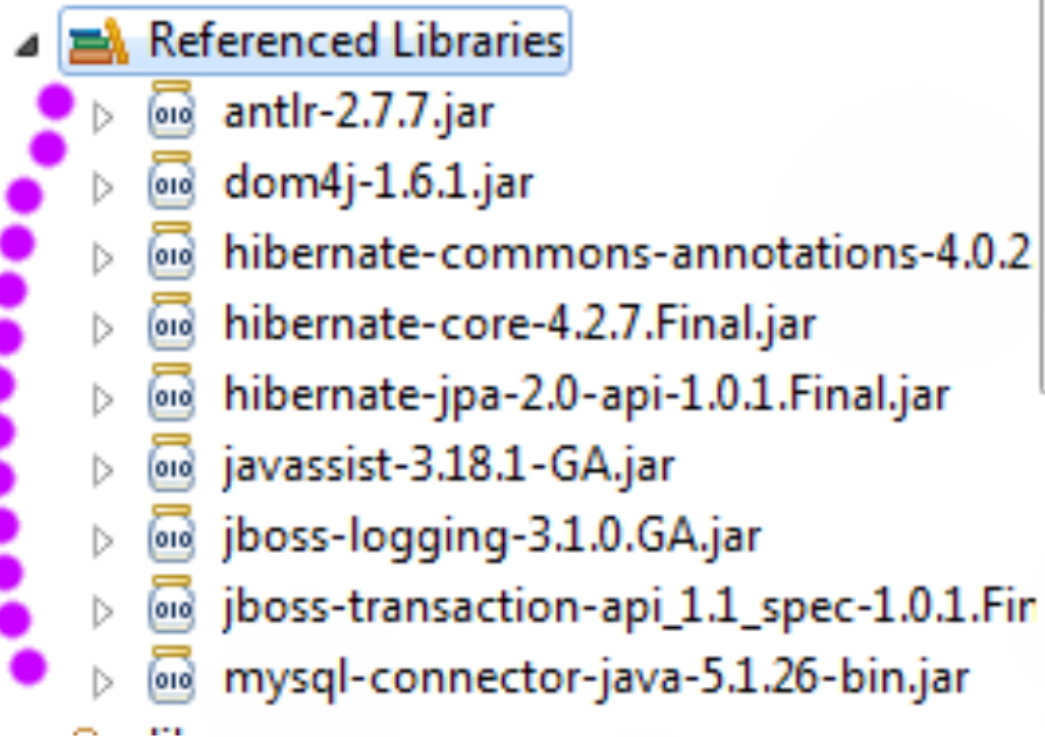 Referenced Libraries
antlr-2.7.7.jar
dom4j-1.6.1.jar
hibernate-commons-annotations-4.0.2
hibernate-core-4.2.7.Final.jar
hibernate-jpa-2.0-api-1.0.1.Final.jar
javassist-3.18.1-GA.jar
jboss-logging-3.1.0.GA.jar
jboss-transaction-api_1.1_spec-1.0.1.Fin
mysql-connector-java-5.1.26-bin.jar